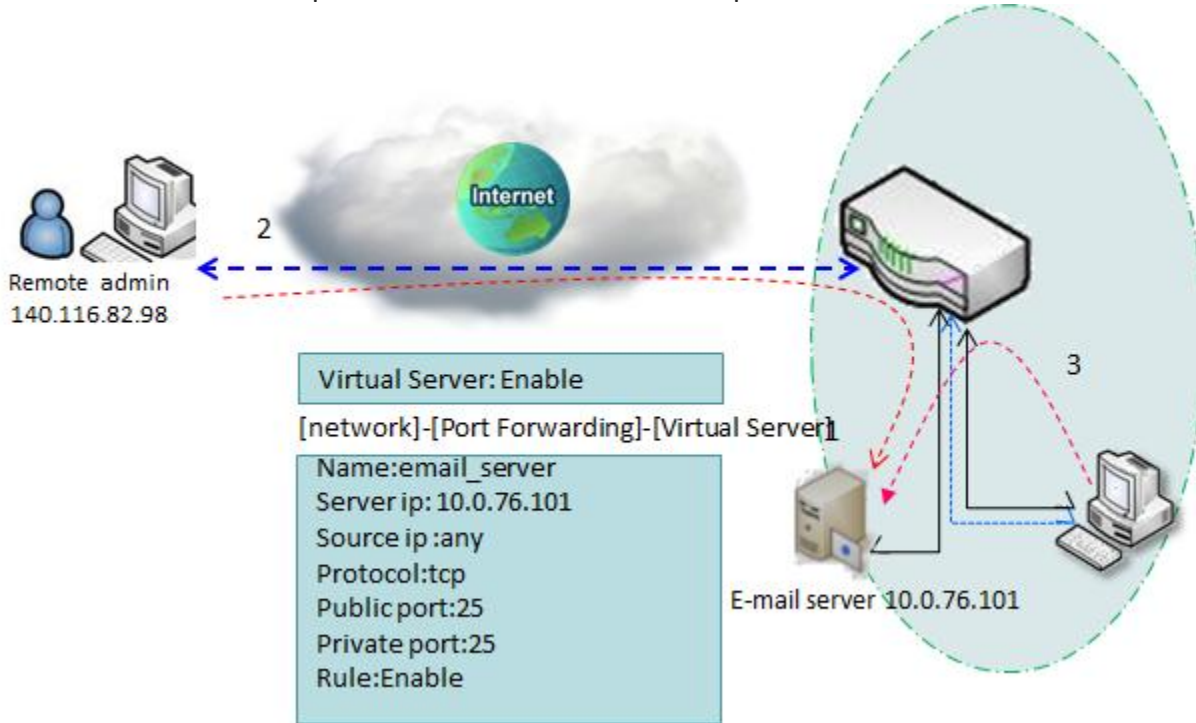 2
Internet
Remote admin
140.116.82.98
Virtual Server: Enable
[network]-[Port Forwarding]-[Virtual Server]
1
3
Name:email_server
Server ip: 10.0.76.101
Source ip :any
Protocol:tcp
Public port:25
Private port:25
Rule:Enable
E-mail server 10.0.76.101